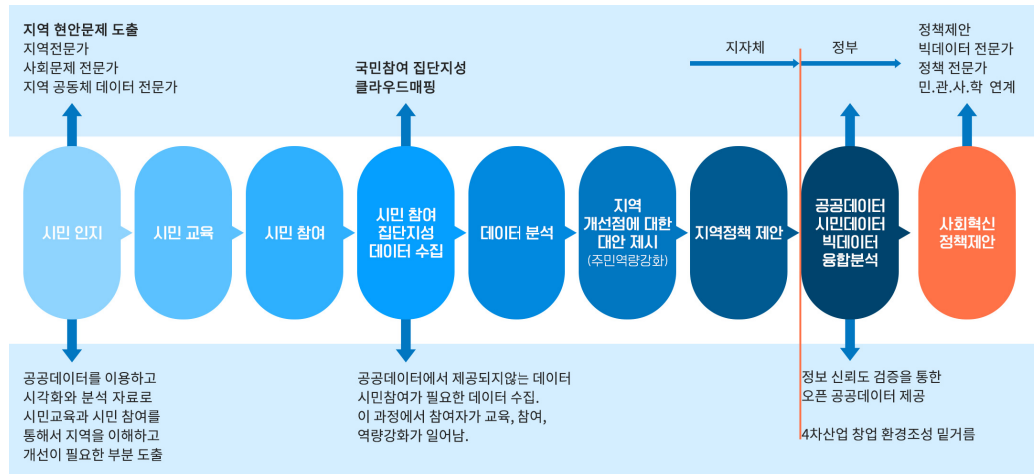 지역 현안문제 도출
지역전문가
사회문제 전문가
지역 공동체 데이터 전문가
국민참여 집단지성
클라우드매핑
지자체
정부
정책제안
빅데이터 전문가
정책 전문가
민.관.사.학 연계
시민 인지
시민 교육
시민 참여
시민 참여
집단지성
데이터 수집
데이터 분석
지역
개선점에 대한
대안 제시
(주민역량강화)
지역정책 제안
공공데이터
시민데이터
빅데이터
융합분석
사회혁신
정책제안
공공데이터를 이용하고
시각화와 분석 자료로
시민교육과 시민 참여를
통해서 지역을 이해하고
개선이 필요한 부분 도출
공공데이터에서 제공되지않는 데이터
시민참여가 필요한 데이터 수집.
이 과정에서 참여자가 교육, 참여,
역량강화가 일어남.
정보 신뢰도 검증을 통한
오픈 공공데이터 제공
4차산업 창업 환경조성 밑거름